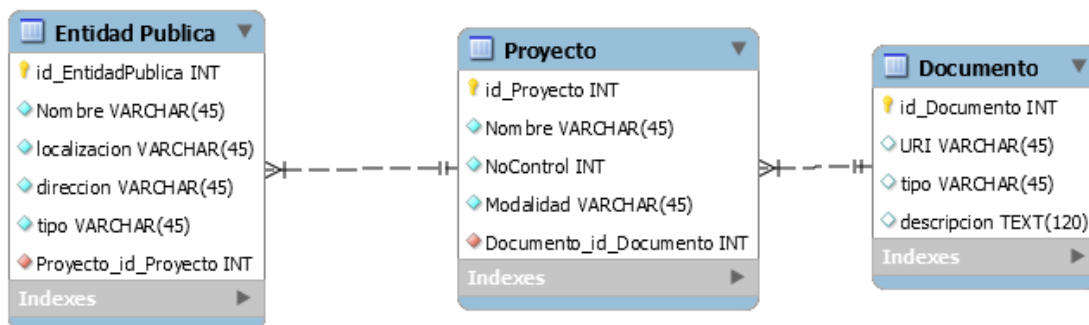 Entidad Publica
id_EntidadPublica INT
Nombre VARCHAR(45)
localizacion VARCHAR(45)
direccion VARCHAR(45)
tipo VARCHAR(45)
Proyecto_id_Proyecto INT
Indexes
Proyecto
id_Proyecto INT
Nombre VARCHAR(45)
NoControl INT
Modalidad VARCHAR(45)
Documento_id_Documento INT
Indexes
Documento
id_Documento INT
URI VARCHAR(45)
tipo VARCHAR(45)
descripcion TEXT(120)
Indexes